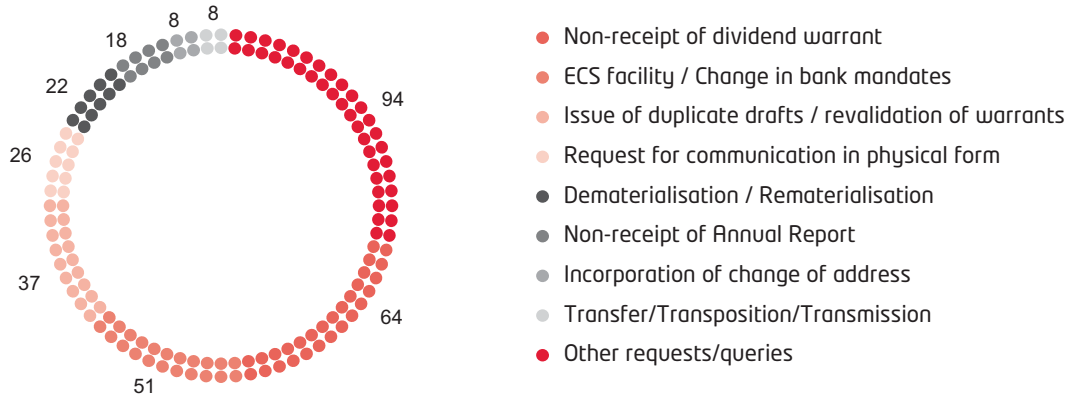 8
8
18
22
94
26
37
64
51
Non-receipt of dividend warrant
ECS facility / Change in bank mandates
Issue of duplicate drafts / revalidation of warrants
Request for communication in physical form
Dematerialisation / Rematerialisation
Non-receipt of Annual Report
Incorporation of change of address
Transfer/Transposition/Transmission
Other requests/queries